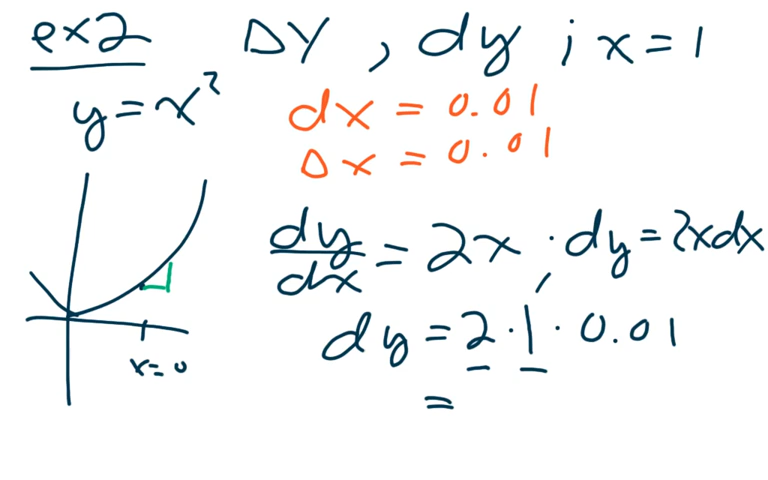 ex2 ΔY, dy ; x = 1
y = x²
dx = 0.01
Δx = 0.01
dy/dx = 2x ; dy = 2xdx
dy = 2 · 1 · 0.01
=
x = 0